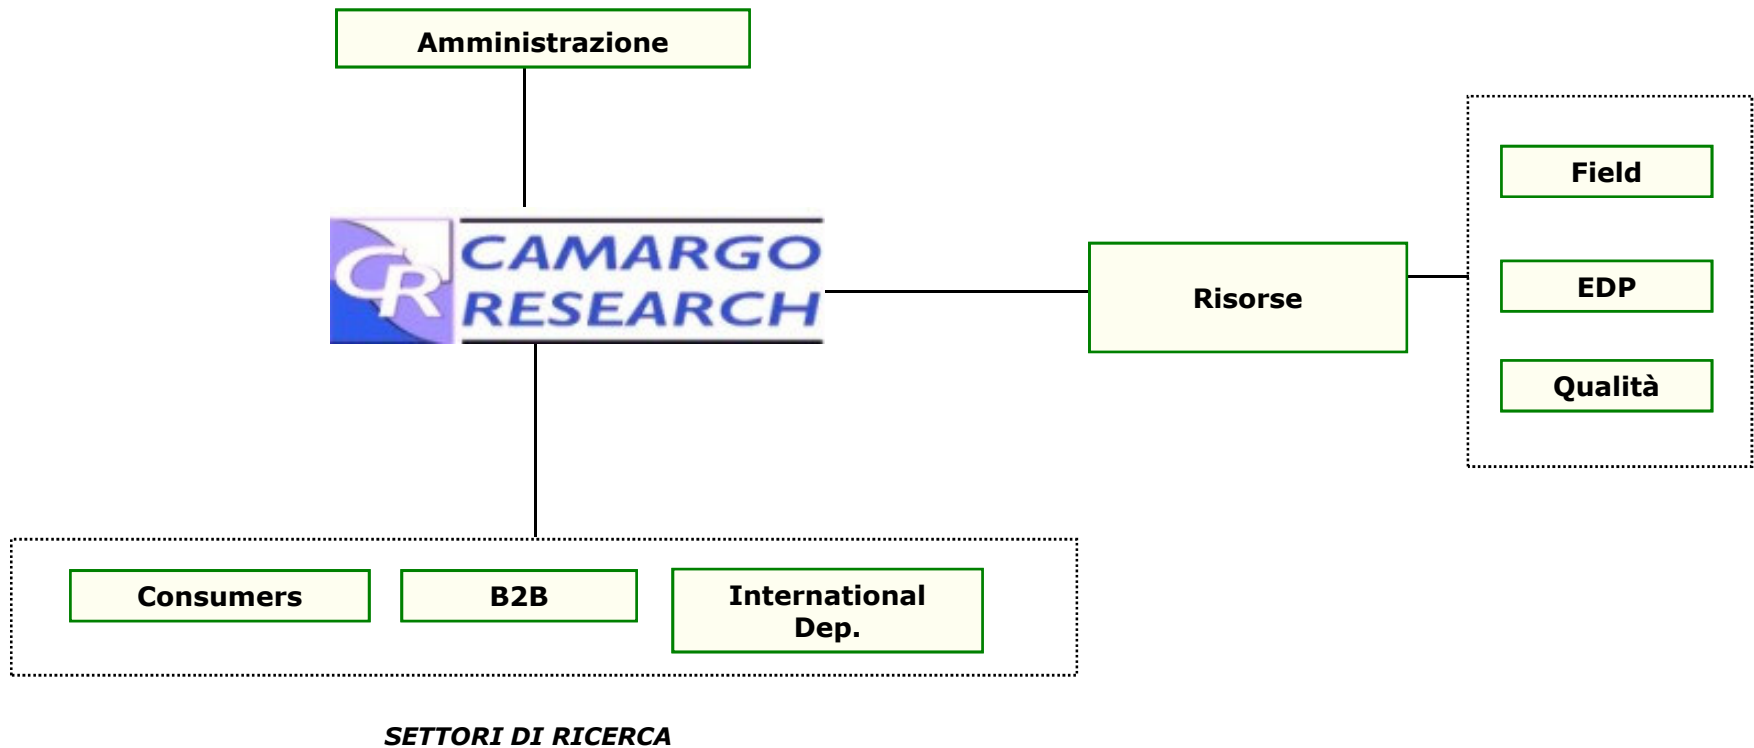 Amministrazione
Field
CR
CAMARGO
RESEARCH
Risorse
EDP
Qualità
Consumers
B2B
International
Dep.
SETTORI DI RICERCA